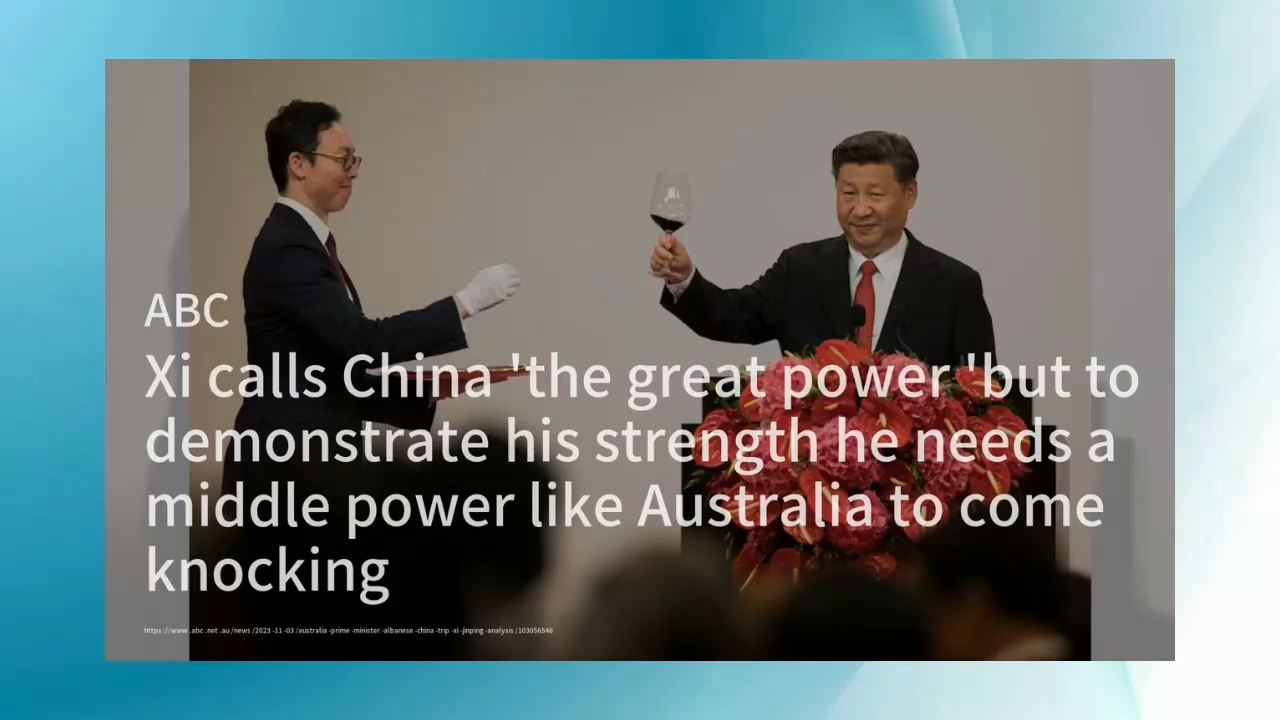 ABC
Xi calls China 'the great power 'but to
demonstrate his strength he needs a
middle power like Australia to come
knocking
https://www .abc .net .au/news /2023 -11 -03 /australia -prime -minister -albanese -china -trip -xi -jinping -analysis /103056546